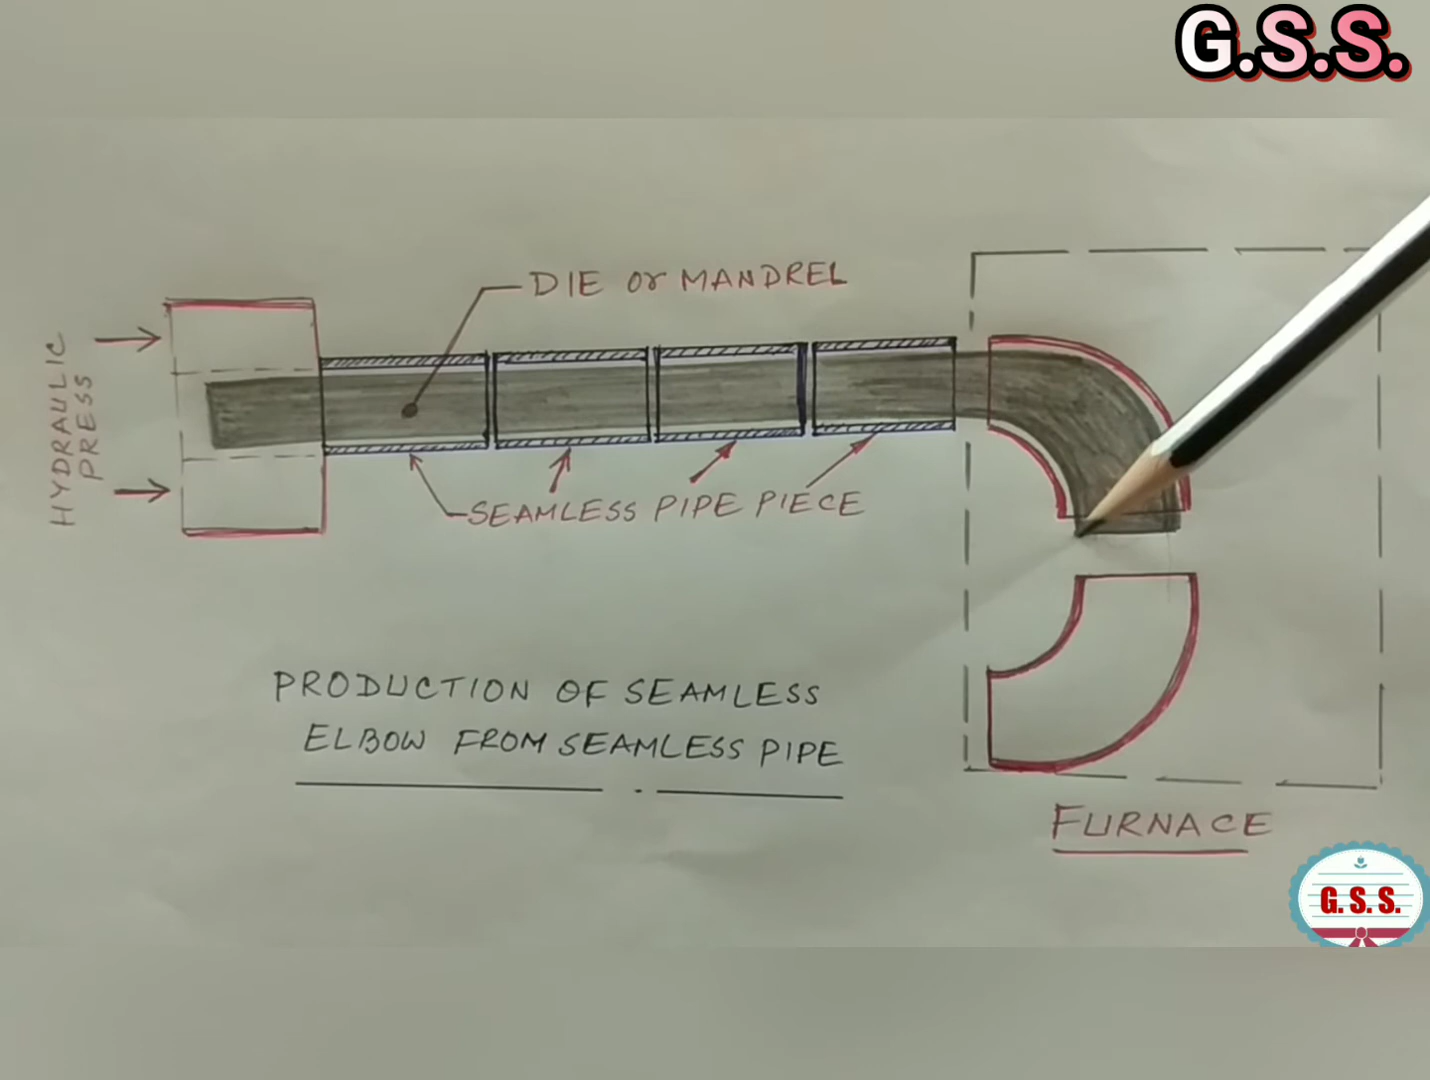 G.S.S.
DIE or MANDREL
HYDRAULIC
PRESS
SEAMLESS PIPE PIECE
PRODUCTION OF SEAMLESS
ELBOW FROM SEAMLESS PIPE
FURNACE
G. S. S.